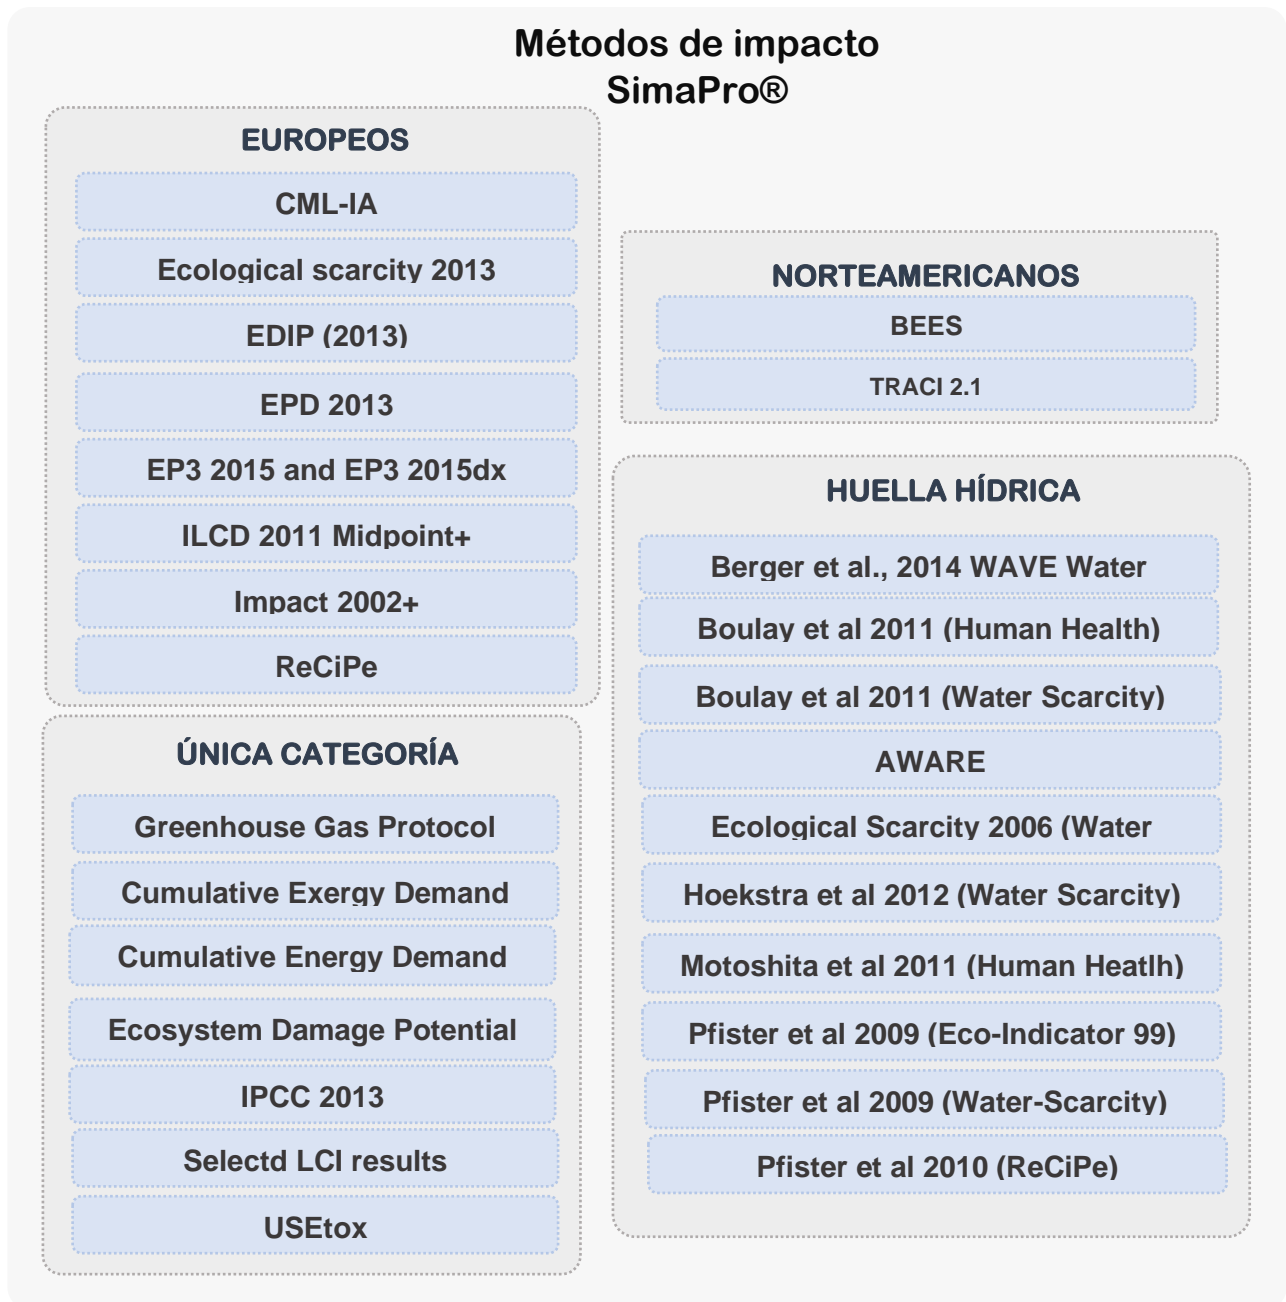 Métodos de impacto
SimaPro®
EUROPEOS
CML-IA
Ecological scarcity 2013
EDIP (2013)
EPD 2013
EP3 2015 and EP3 2015dx
ILCD 2011 Midpoint+
Impact 2002+
ReCiPe
NORTEAMERICANOS
BEES
TRACI 2.1
HUELLA HÍDRICA
Berger et al., 2014 WAVE Water
Boulay et al 2011 (Human Health)
Boulay et al 2011 (Water Scarcity)
AWARE
Ecological Scarcity 2006 (Water
Hoekstra et al 2012 (Water Scarcity)
Motoshita et al 2011 (Human Heatlh)
Pfister et al 2009 (Eco-Indicator 99)
Pfister et al 2009 (Water-Scarcity)
Pfister et al 2010 (ReCiPe)
ÚNICA CATEGORÍA
Greenhouse Gas Protocol
Cumulative Exergy Demand
Cumulative Energy Demand
Ecosystem Damage Potential
IPCC 2013
Selectd LCI results
USEtox